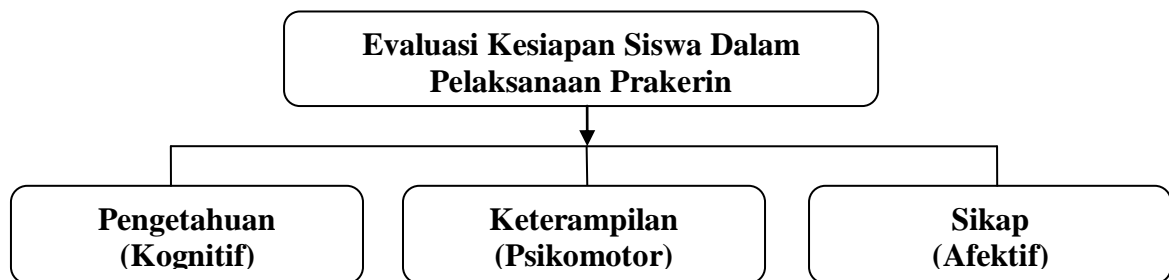 Evaluasi Kesiapan Siswa Dalam
Pelaksanaan Prakerin
Pengetahuan
(Kognitif)
Keterampilan
(Psikomotor)
Sikap
(Afektif)